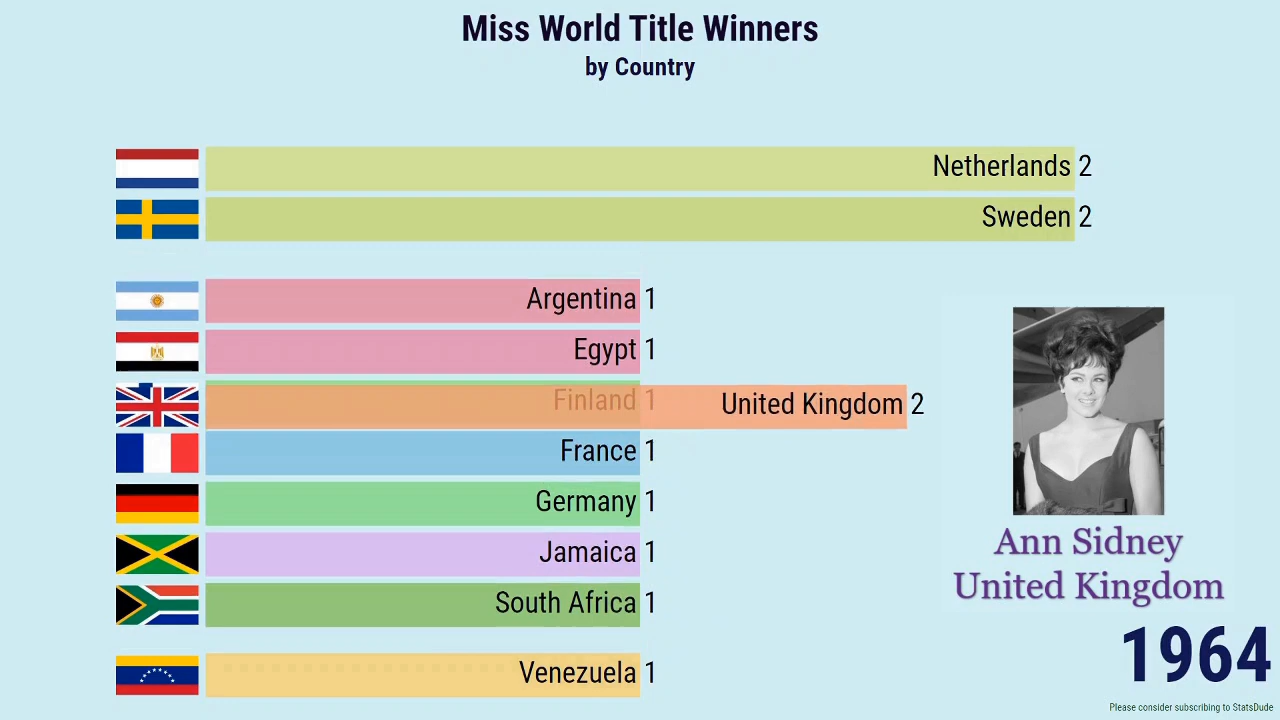 Miss World Title Winners
by Country
Netherlands 2
Sweden 2
Argentina 1
Egypt 1
Finland 1
United Kingdom 2
France 1
Germany 1
Jamaica 1
South Africa 1
Venezuela 1
Ann Sidney
United Kingdom
1964
Please consider subscribing to StatsDude